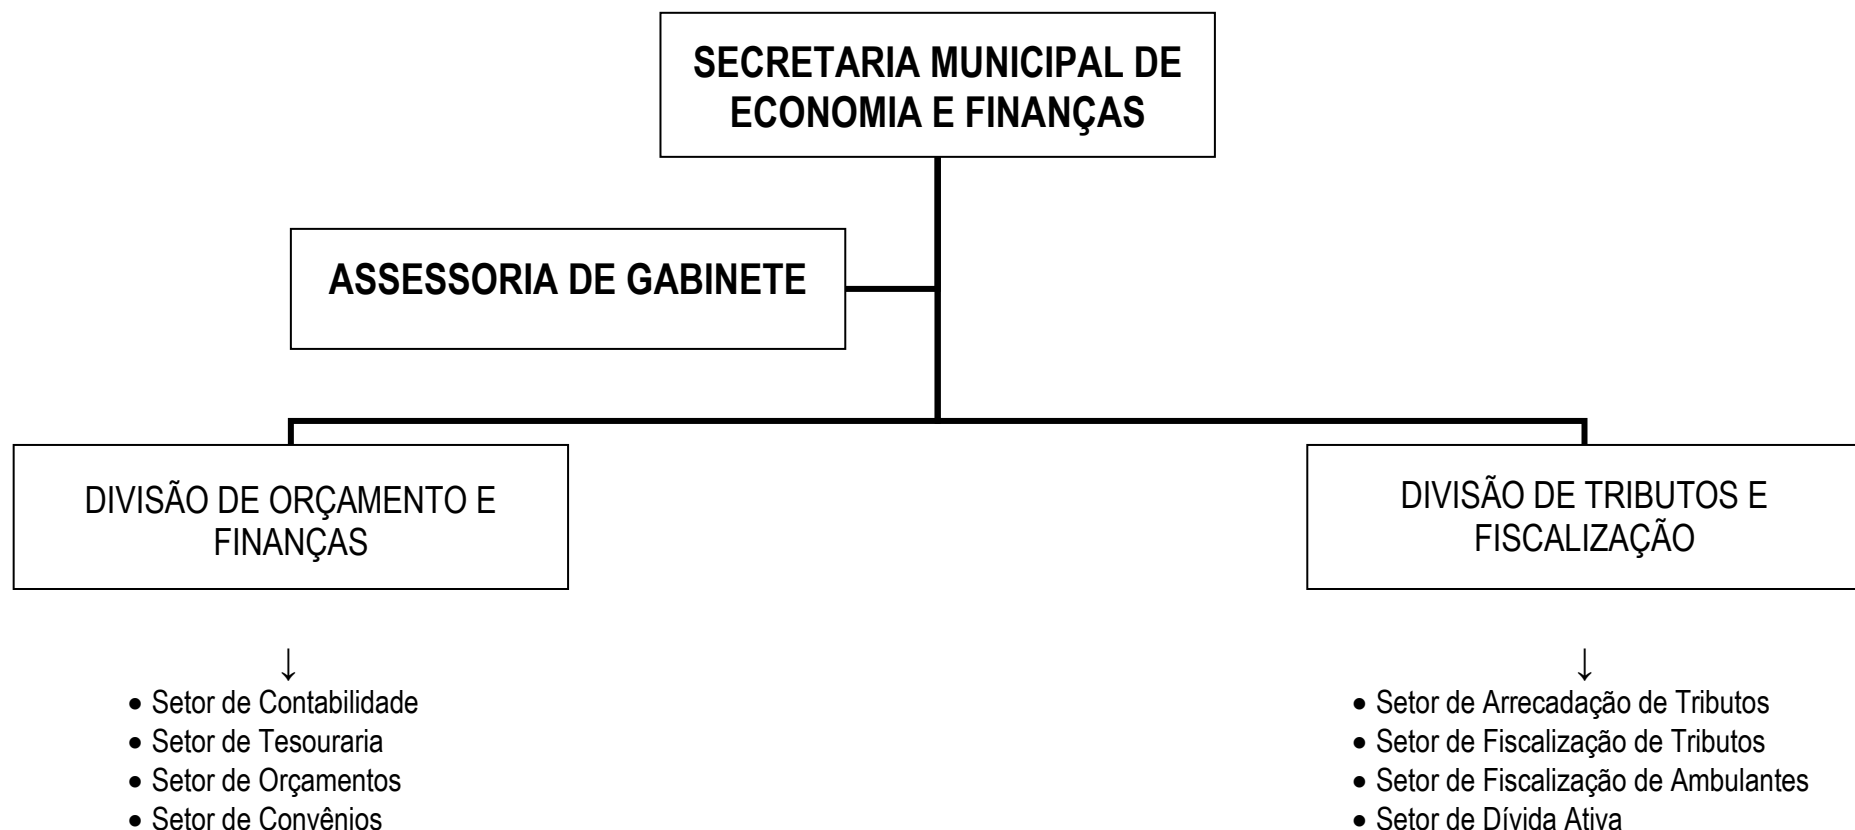 SECRETARIA MUNICIPAL DE
ECONOMIA E FINANÇAS
ASSESSORIA DE GABINETE
DIVISÃO DE ORÇAMENTO E
FINANÇAS
DIVISÃO DE TRIBUTOS E
FISCALIZAÇÃO
↓
• Setor de Contabilidade
• Setor de Tesouraria
• Setor de Orçamentos
• Setor de Convênios
↓
• Setor de Arrecadação de Tributos
• Setor de Fiscalização de Tributos
• Setor de Fiscalização de Ambulantes
• Setor de Dívida Ativa